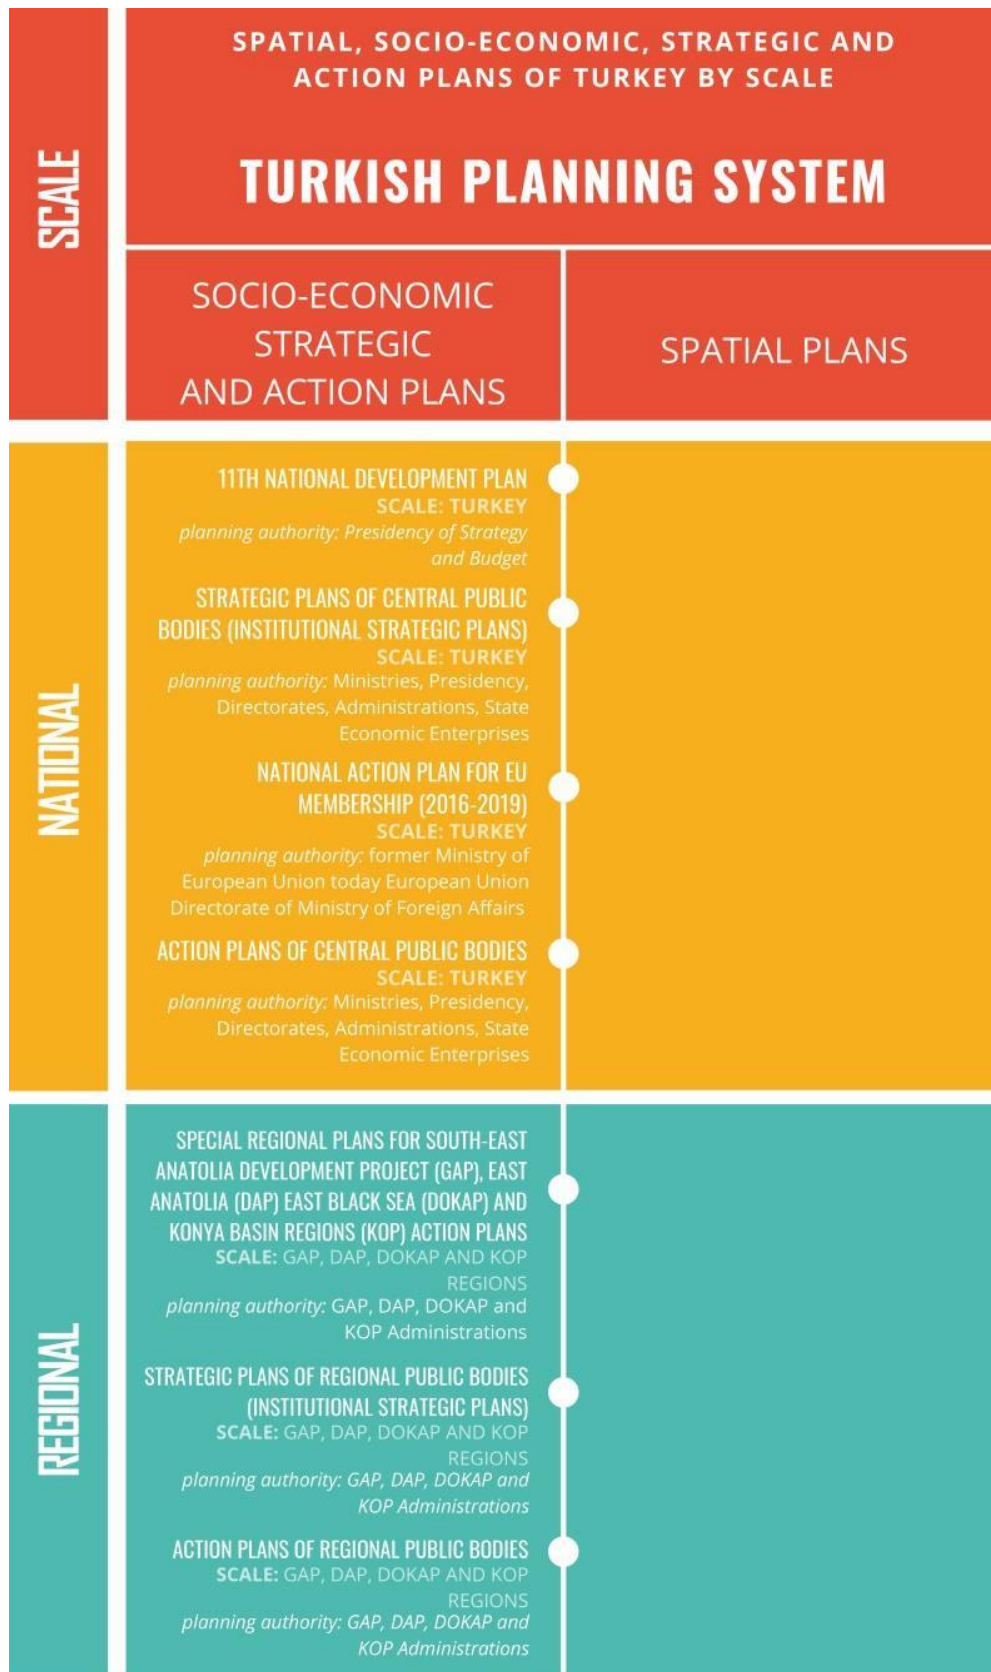 SPATIAL, SOCIO-ECONOMIC, STRATEGIC AND
ACTION PLANS OF TURKEY BY SCALE
SCALE
TURKISH PLANNING SYSTEM
SOCIO-ECONOMIC
STRATEGIC
AND ACTION PLANS
SPATIAL PLANS
NATIONAL
11TH NATIONAL DEVELOPMENT PLAN
SCALE: TURKEY
planning authority: Presidency of Strategy
and Budget
STRATEGIC PLANS OF CENTRAL PUBLIC
BODIES (INSTITUTIONAL STRATEGIC PLANS)
SCALE: TURKEY
planning authority: Ministries, Presidency,
Directorates, Administrations, State
Economic Enterprises
NATIONAL ACTION PLAN FOR EU
MEMBERSHIP (2016-2019)
SCALE: TURKEY
planning authority: former Ministry of
European Union today European Union
Directorate of Ministry of Foreign Affairs
ACTION PLANS OF CENTRAL PUBLIC BODIES
SCALE: TURKEY
planning authority: Ministries, Presidency,
Directorates, Administrations, State
Economic Enterprises
REGIONAL
SPECIAL REGIONAL PLANS FOR SOUTH-EAST
ANATOLIA DEVELOPMENT PROJECT (GAP), EAST
ANATOLIA (DAP) EAST BLACK SEA (DOKAP) AND
KONYA BASIN REGIONS (KOP) ACTION PLANS
SCALE: GAP, DAP, DOKAP AND KOP
REGIONS
planning authority: GAP, DAP, DOKAP and
KOP Administrations
STRATEGIC PLANS OF REGIONAL PUBLIC BODIES
(INSTITUTIONAL STRATEGIC PLANS)
SCALE: GAP, DAP, DOKAP AND KOP
REGIONS
planning authority: GAP, DAP, DOKAP and
KOP Administrations
ACTION PLANS OF REGIONAL PUBLIC BODIES
SCALE: GAP, DAP, DOKAP AND KOP
REGIONS
planning authority: GAP, DAP, DOKAP and
KOP Administrations